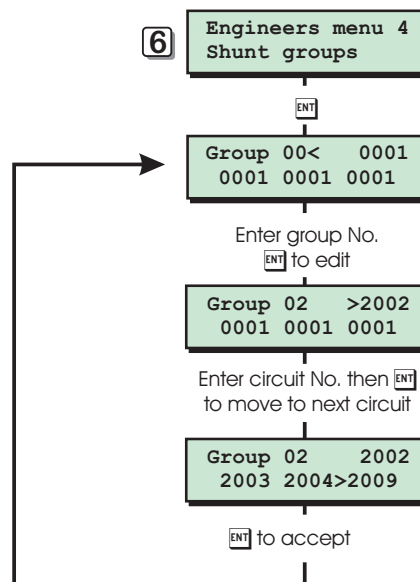 6
Engineers menu 4
Shunt groups
ENT
Group 00< 0001
0001 0001 0001
Enter group No.
ENT to edit
Group 02 >2002
0001 0001 0001
Enter circuit No. then ENT
to move to next circuit
Group 02 2002
2003 2004>2009
ENT to accept